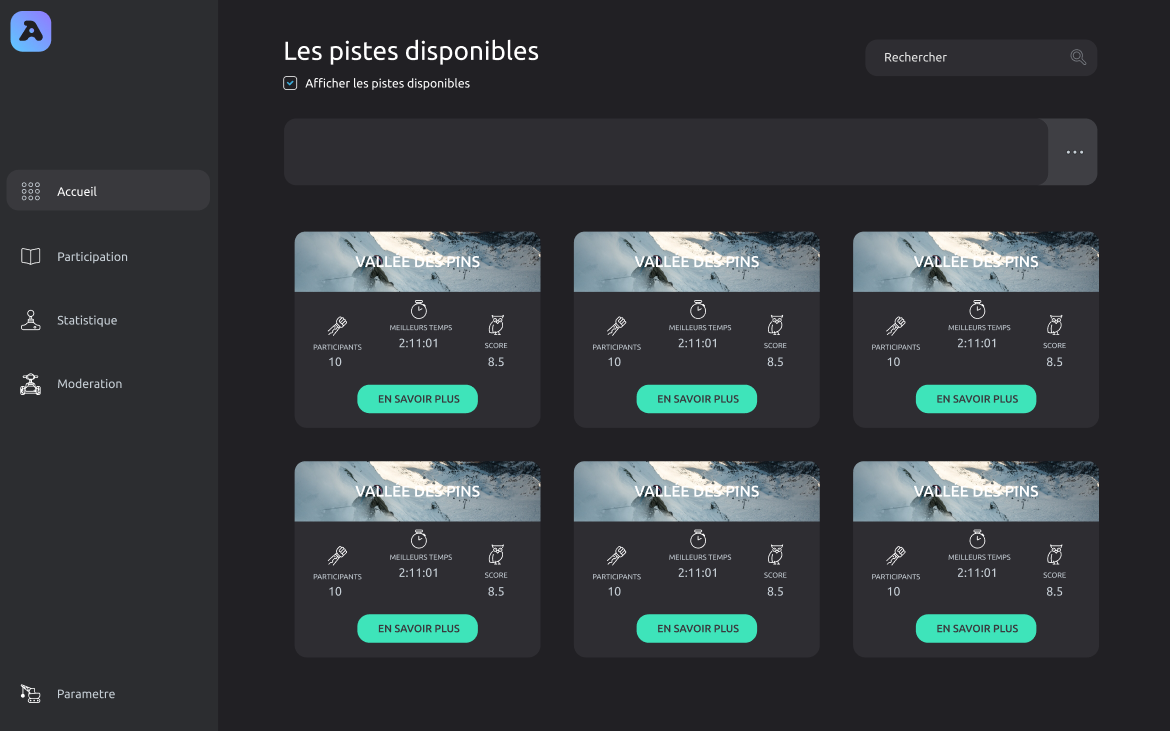 Les pistes disponibles
Afficher les pistes disponibles
Rechercher
Accueil
Participation
Statistique
Moderation
Parametre
VALLEE DES PINS
PARTICIPANTS
10
MEILLEURS TEMPS
2:11:01
SCORE
8.5
EN SAVOIR PLUS
VALLEE DES PINS
PARTICIPANTS
10
MEILLEURS TEMPS
2:11:01
SCORE
8.5
EN SAVOIR PLUS
VALLEE DES PINS
PARTICIPANTS
10
MEILLEURS TEMPS
2:11:01
SCORE
8.5
EN SAVOIR PLUS
VALLEE DES PINS
PARTICIPANTS
10
MEILLEURS TEMPS
2:11:01
SCORE
8.5
EN SAVOIR PLUS
VALLEE DES PINS
PARTICIPANTS
10
MEILLEURS TEMPS
2:11:01
SCORE
8.5
EN SAVOIR PLUS
VALLEE DES PINS
PARTICIPANTS
10
MEILLEURS TEMPS
2:11:01
SCORE
8.5
EN SAVOIR PLUS